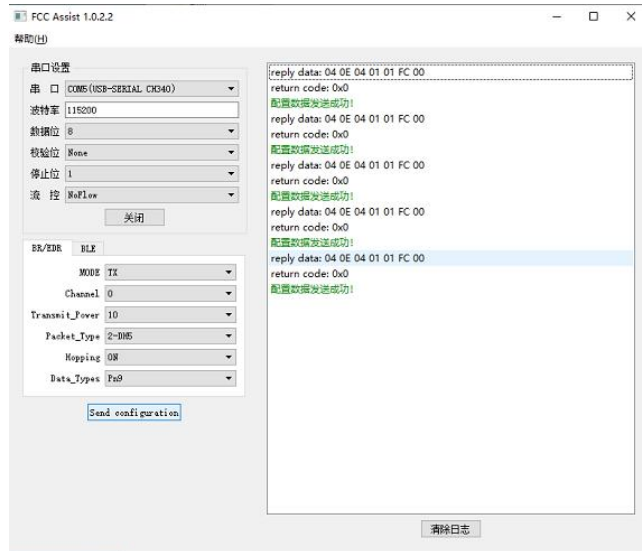 FCC Assist 1.0.2.2
帮助(H)
串口设置
串 口 COM5(USB-SERIAL CH340)
波特率 115200
数据位 8
校验位 None
停止位 1
流 控 NoFlow
关闭
BR/EDR BLE
MODE TX
Channel 0
Transmit_Power 10
Packet_Type 2-DH5
Hopping ON
Data_Types Pn9
Send configuration
reply data: 04 0E 04 01 01 FC 00
return code: 0x0
配置数据发送成功!
reply data: 04 0E 04 01 01 FC 00
return code: 0x0
配置数据发送成功!
reply data: 04 0E 04 01 01 FC 00
return code: 0x0
配置数据发送成功!
reply data: 04 0E 04 01 01 FC 00
return code: 0x0
配置数据发送成功!
reply data: 04 0E 04 01 01 FC 00
return code: 0x0
配置数据发送成功!
清除日志